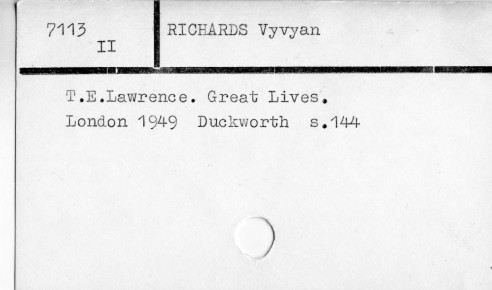 7113 RICHARDS Vyvyan
II
T.E.Lawrence. Great Lives.
London 1949 Duckworth s.144